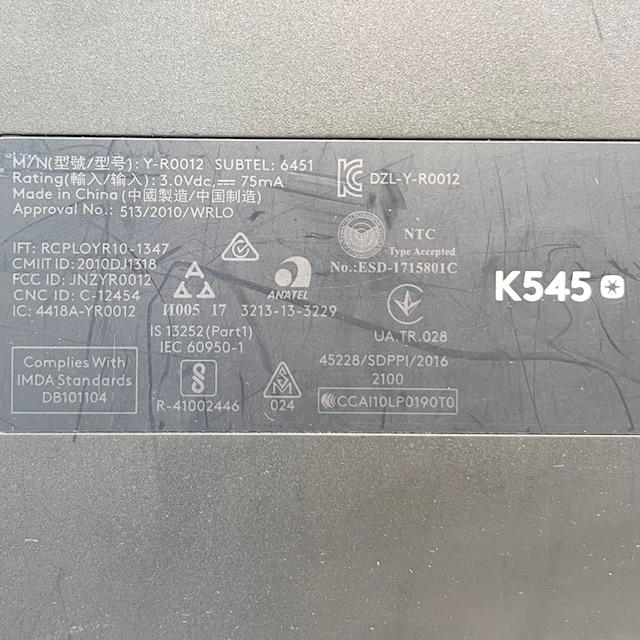 M/N(型號/型号): Y-R0012 SUBTEL: 6451
Rating(輸入/输入): 3.0Vdc, 75mA
Made in China (中國製造/中国制造)
Approval No.: 513/2010/WRLO
DZL-Y-R0012
NTC
Type Accepted
No.:ESD-1715801C
IFT: RCPLOYR10-1347
CMIIT ID: 2010DJ1318
FCC ID: JNZYR0012
CNC ID: C-12454
IC: 4418A-YR0012
И005 17
ANATEL
3213-13-3229
UA.TR.028
K545
IS 13252(Part1)
IEC 60950-1
Complies With
IMDA Standards
DB101104
R-41002446
024
45228/SDPPI/2016
2100
CCAI10LP0190T0